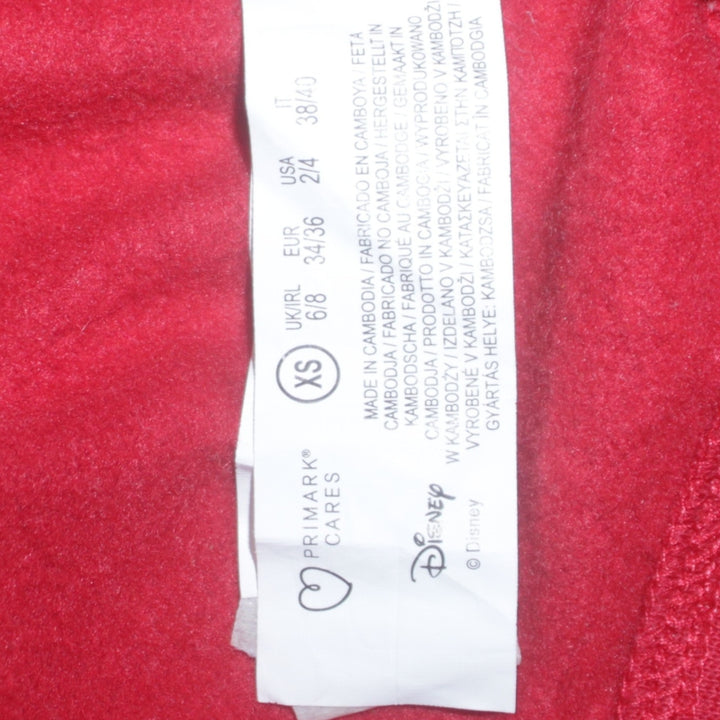 PRIMARK®
CARES
XS
UK/IRL
6/8
EUR
34/36
USA
2/4
IT
38/40
Disney
© Disney
MADE IN CAMBODIA / FABRICADO EN CAMBOYA / FETA
CAMBODJA / FABRICADO NO CAMBOJA / HERGESTELLT IN
KAMBODSCHA / FABRIQUÉ AU CAMBODGE / GEMAAKT IN
CAMBODJA / PRODOTTO IN CAMBOGIA / WYPRODUKOWANO
W KAMBODŻY / IZDELANO V KAMBODŽI / VYROBENO V KAMBODŽI
VYROBENÉ V KAMBODŽI / ΚΑΤΑΣΚΕΥΑΖΕΤΑΙ ΣΤΗΝ ΚΑΜΠΟΤΖΗ /
GYÁRTÁS HELYE: KAMBODZSA / FABRICAT IN CAMBODGIA